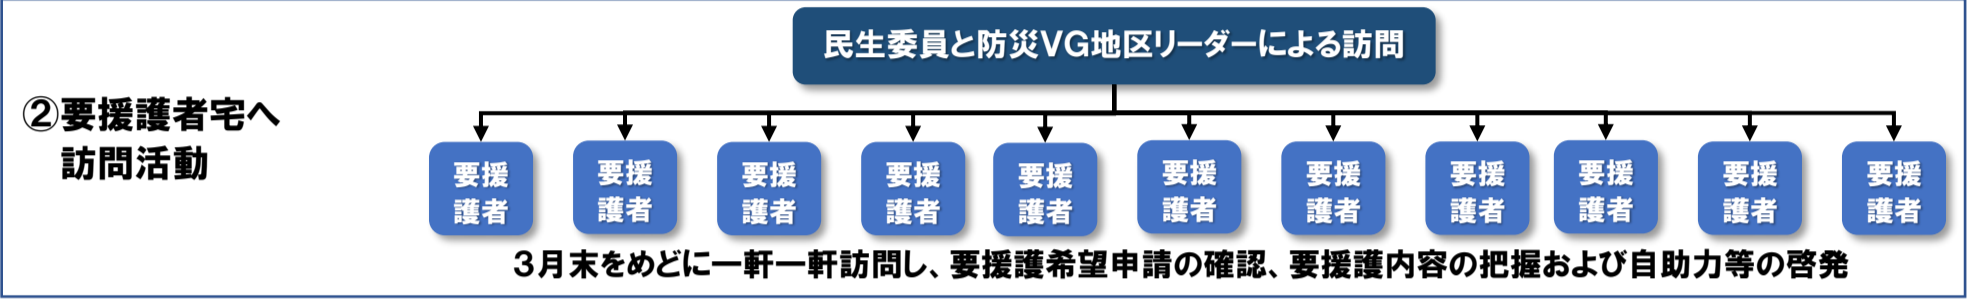 民生委員と防災VG地区リーダーによる訪問
②要援護者宅へ
訪問活動
要援
護者
要援
護者
要援
護者
要援
護者
要援
護者
要援
護者
要援
護者
要援
護者
要援
護者
要援
護者
要援
護者
3月末をめどに一軒一軒訪問し、要援護希望申請の確認、要援護内容の把握および自助力等の啓発